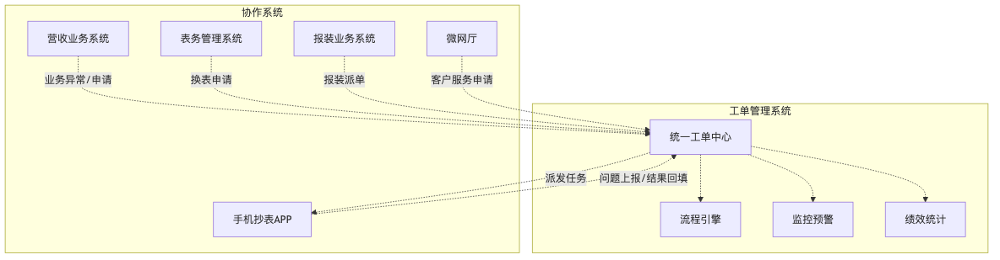 协作系统
营收业务系统
表务管理系统
报装业务系统
微网厅
业务异常/申请
换表申请
报装派单
客户服务申请
工单管理系统
统一工单中心
派发任务
问题上报/结果回填
手机抄表APP
流程引擎
监控预警
绩效统计